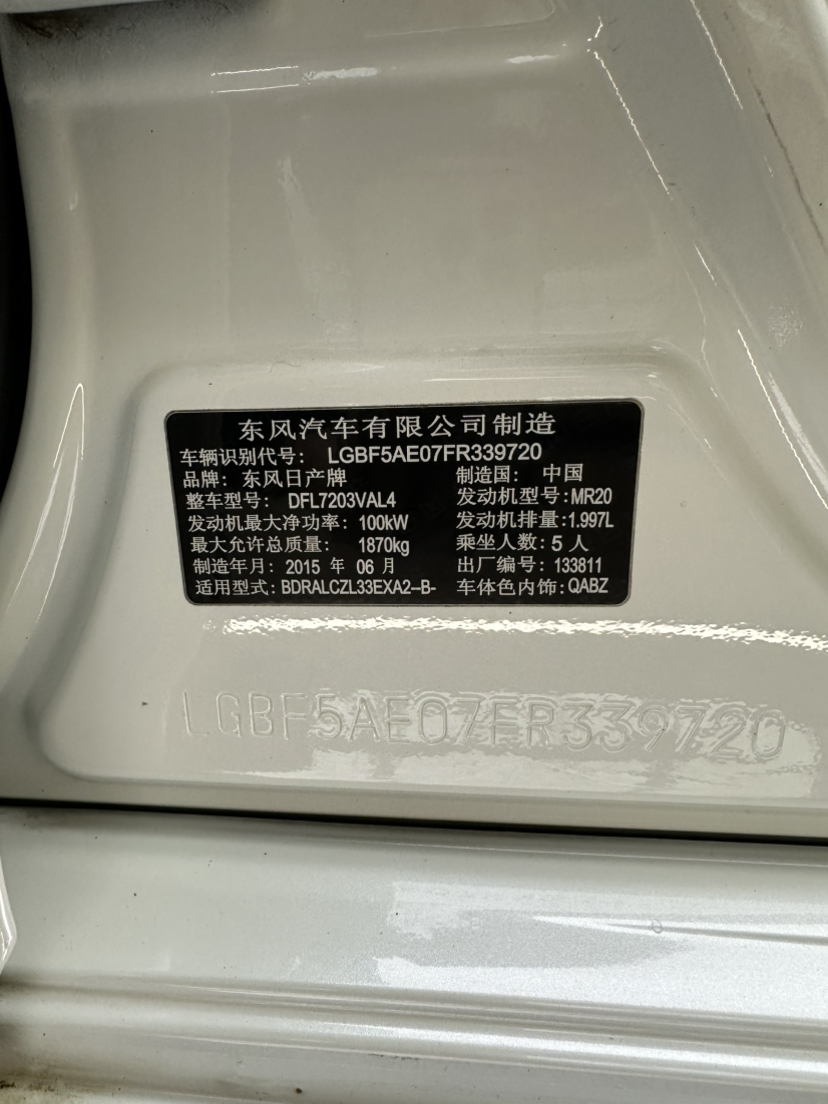 东风汽车有限公司制造
车辆识别代号: LGBF5AE07FR339720
品牌: 东风日产牌 制造国: 中国
整车型号: DFL7203VAL4 发动机型号:MR20
发动机最大净功率: 100kW 发动机排量:1.997L
最大允许总质量: 1870kg 乘坐人数: 5 人
制造年月: 2015 年 06 月 出厂编号: 133811
适用型式: BDRALCZL33EXA2--B- 车体色内饰:QABZ
LGBF5AE07FR339720